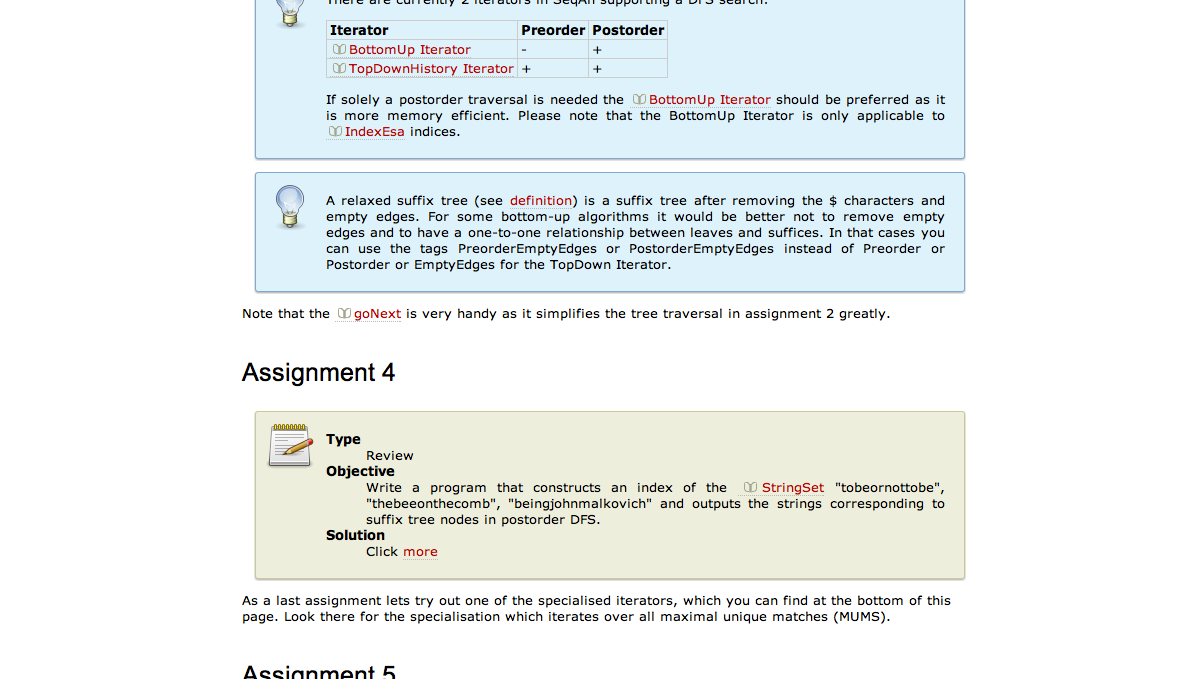 There are currently 2 iterators in SeqAn supporting a DFS search:
Iterator Preorder Postorder
BottomUp Iterator - +
TopDownHistory Iterator + +
If solely a postorder traversal is needed the BottomUp Iterator should be preferred as it
is more memory efficient. Please note that the BottomUp Iterator is only applicable to
IndexEsa indices.
A relaxed suffix tree (see definition) is a suffix tree after removing the $ characters and
empty edges. For some bottom-up algorithms it would be better not to remove empty
edges and to have a one-to-one relationship between leaves and suffices. In that cases you
can use the tags PreorderEmptyEdges or PostorderEmptyEdges instead of Preorder or
Postorder or EmptyEdges for the TopDown Iterator.
Note that the goNext is very handy as it simplifies the tree traversal in assignment 2 greatly.
Assignment 4
Type
Review
Objective
Write a program that constructs an index of the StringSet "tobeornottobe",
"thebeeonthecomb", "beingjohnmalkovich" and outputs the strings corresponding to
suffix tree nodes in postorder DFS.
Solution
Click more
As a last assignment lets try out one of the specialised iterators, which you can find at the bottom of this
page. Look there for the specialisation which iterates over all maximal unique matches (MUMS).
Assignment 5